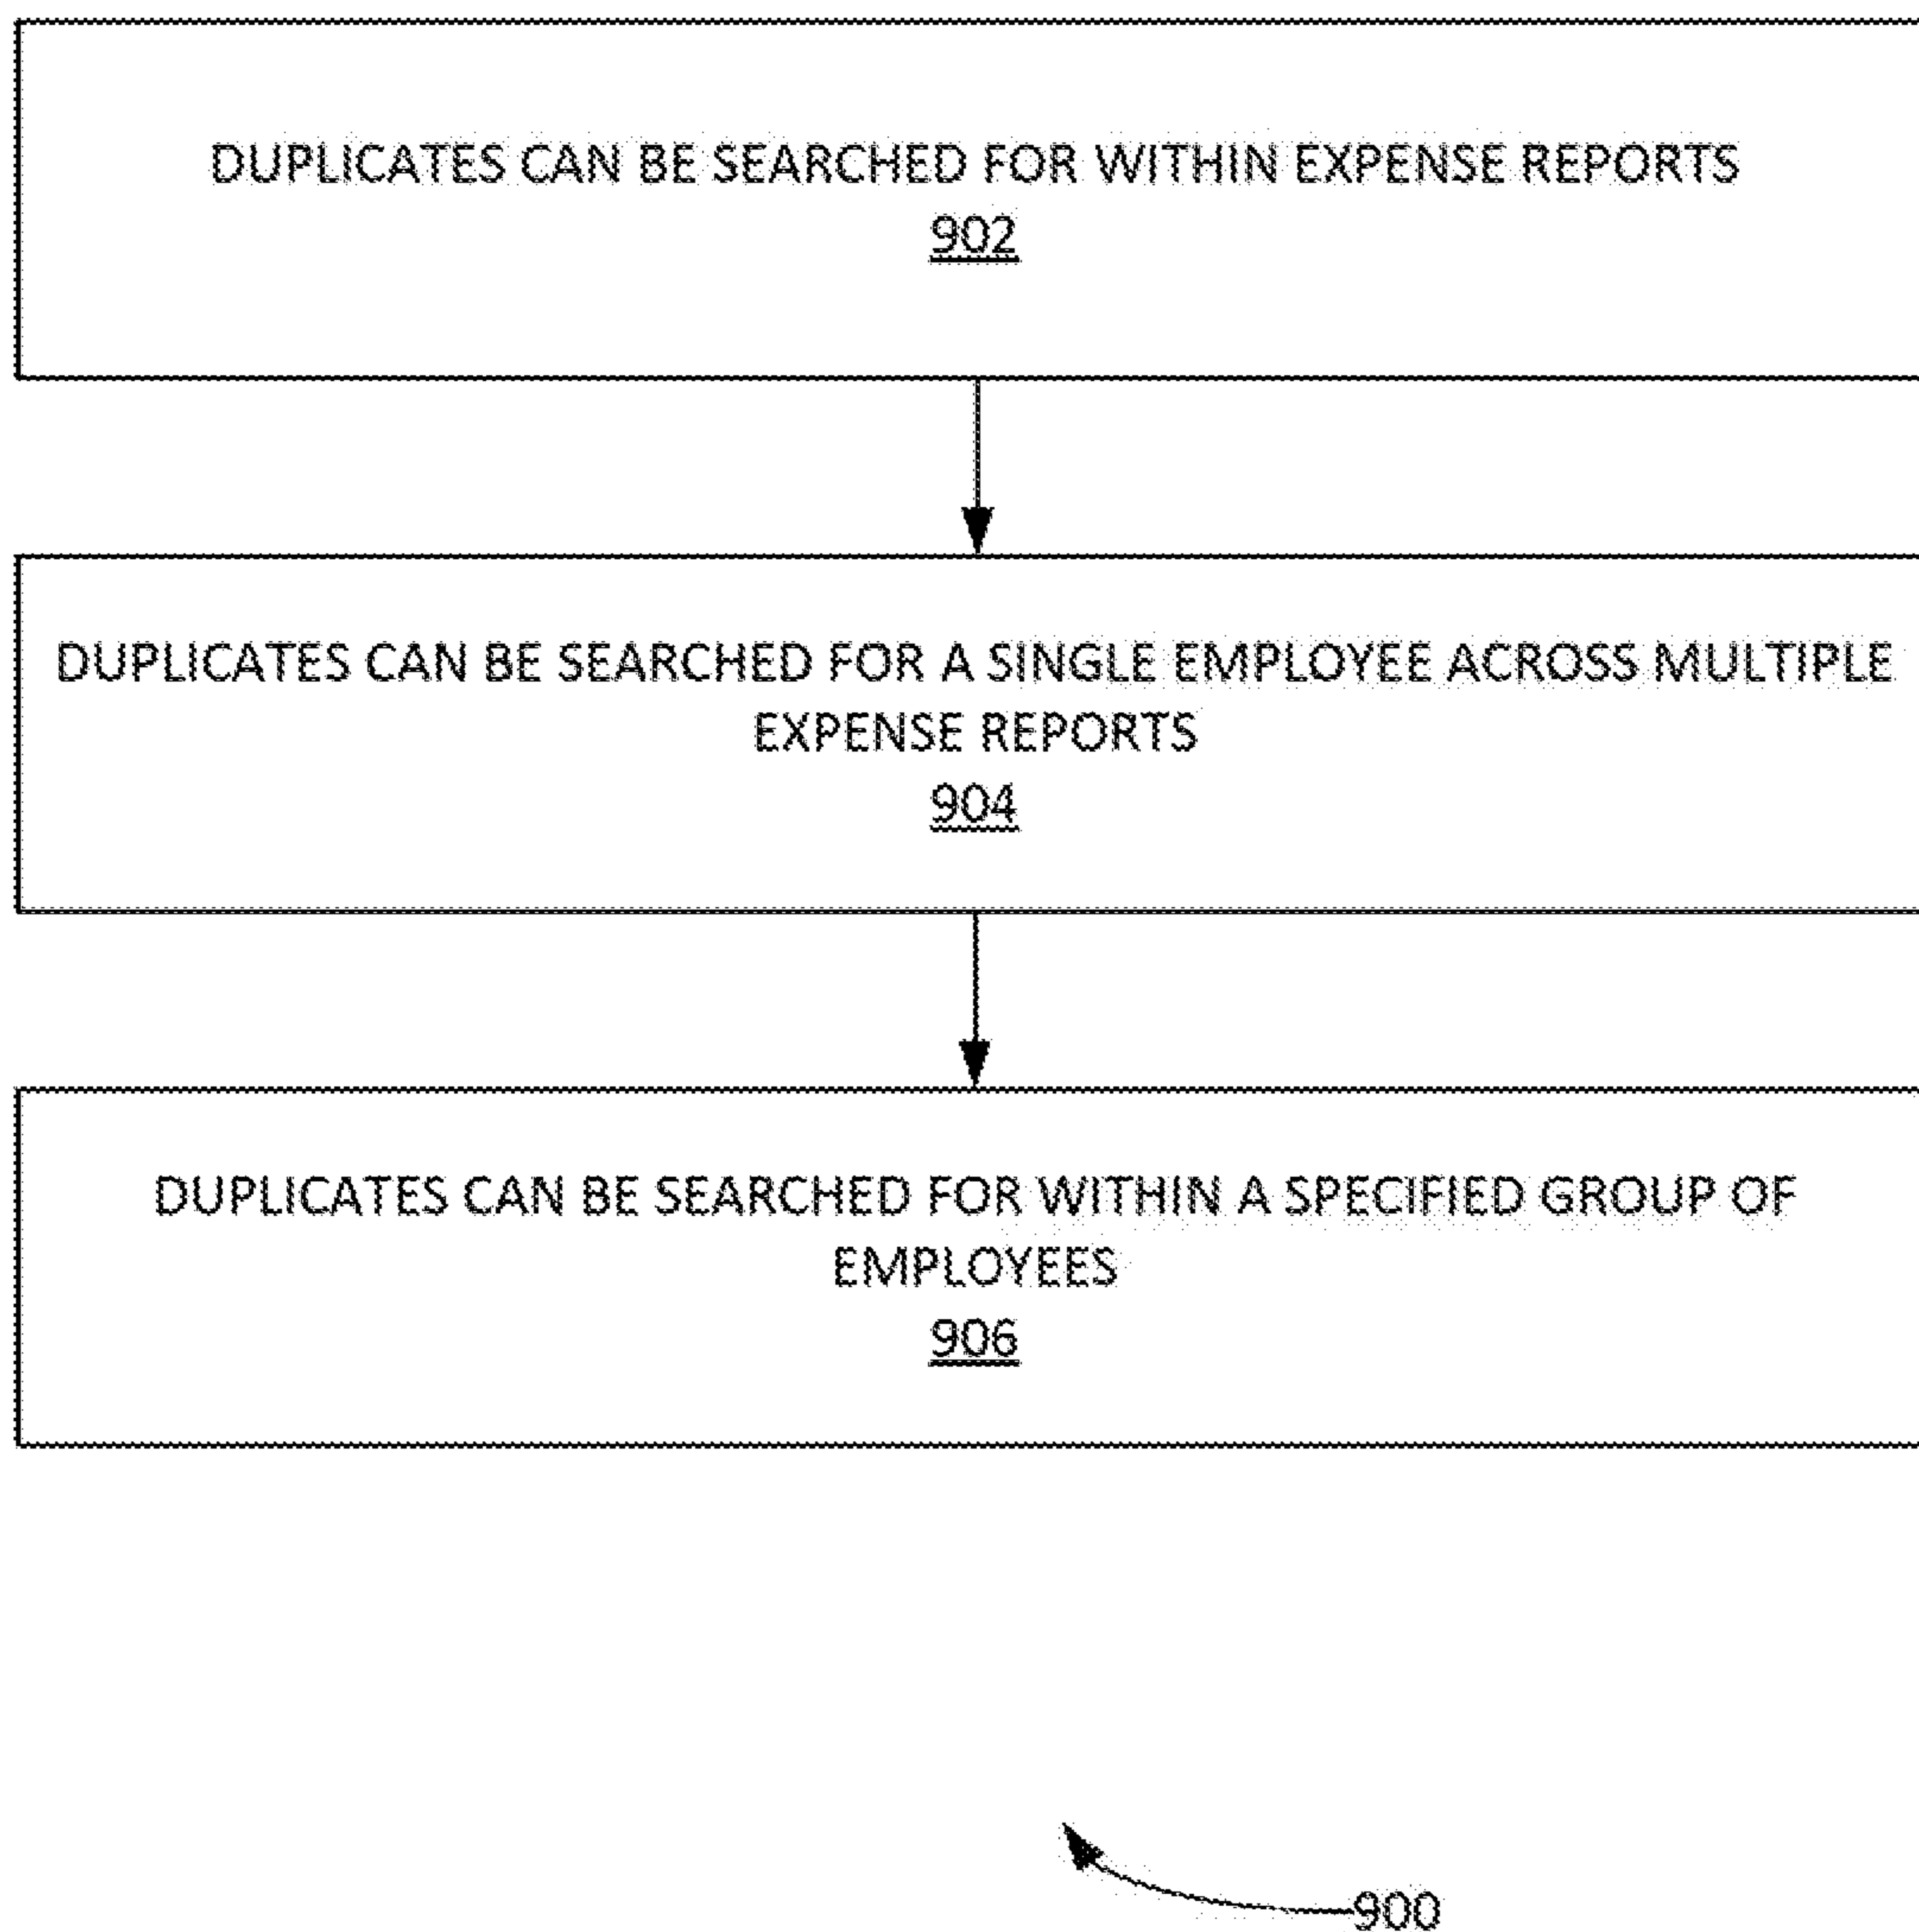 DUPLICATES CAN BE SEARCHED FOR WITHIN EXPENSE REPORTS
902
DUPLICATES CAN BE SEARCHED FOR A SINGLE EMPLOYEE ACROSS MULTIPLE
EXPENSE REPORTS
904
DUPLICATES CAN BE SEARCHED FOR WITHIN A SPECIFIED GROUP OF
EMPLOYEES
906
900